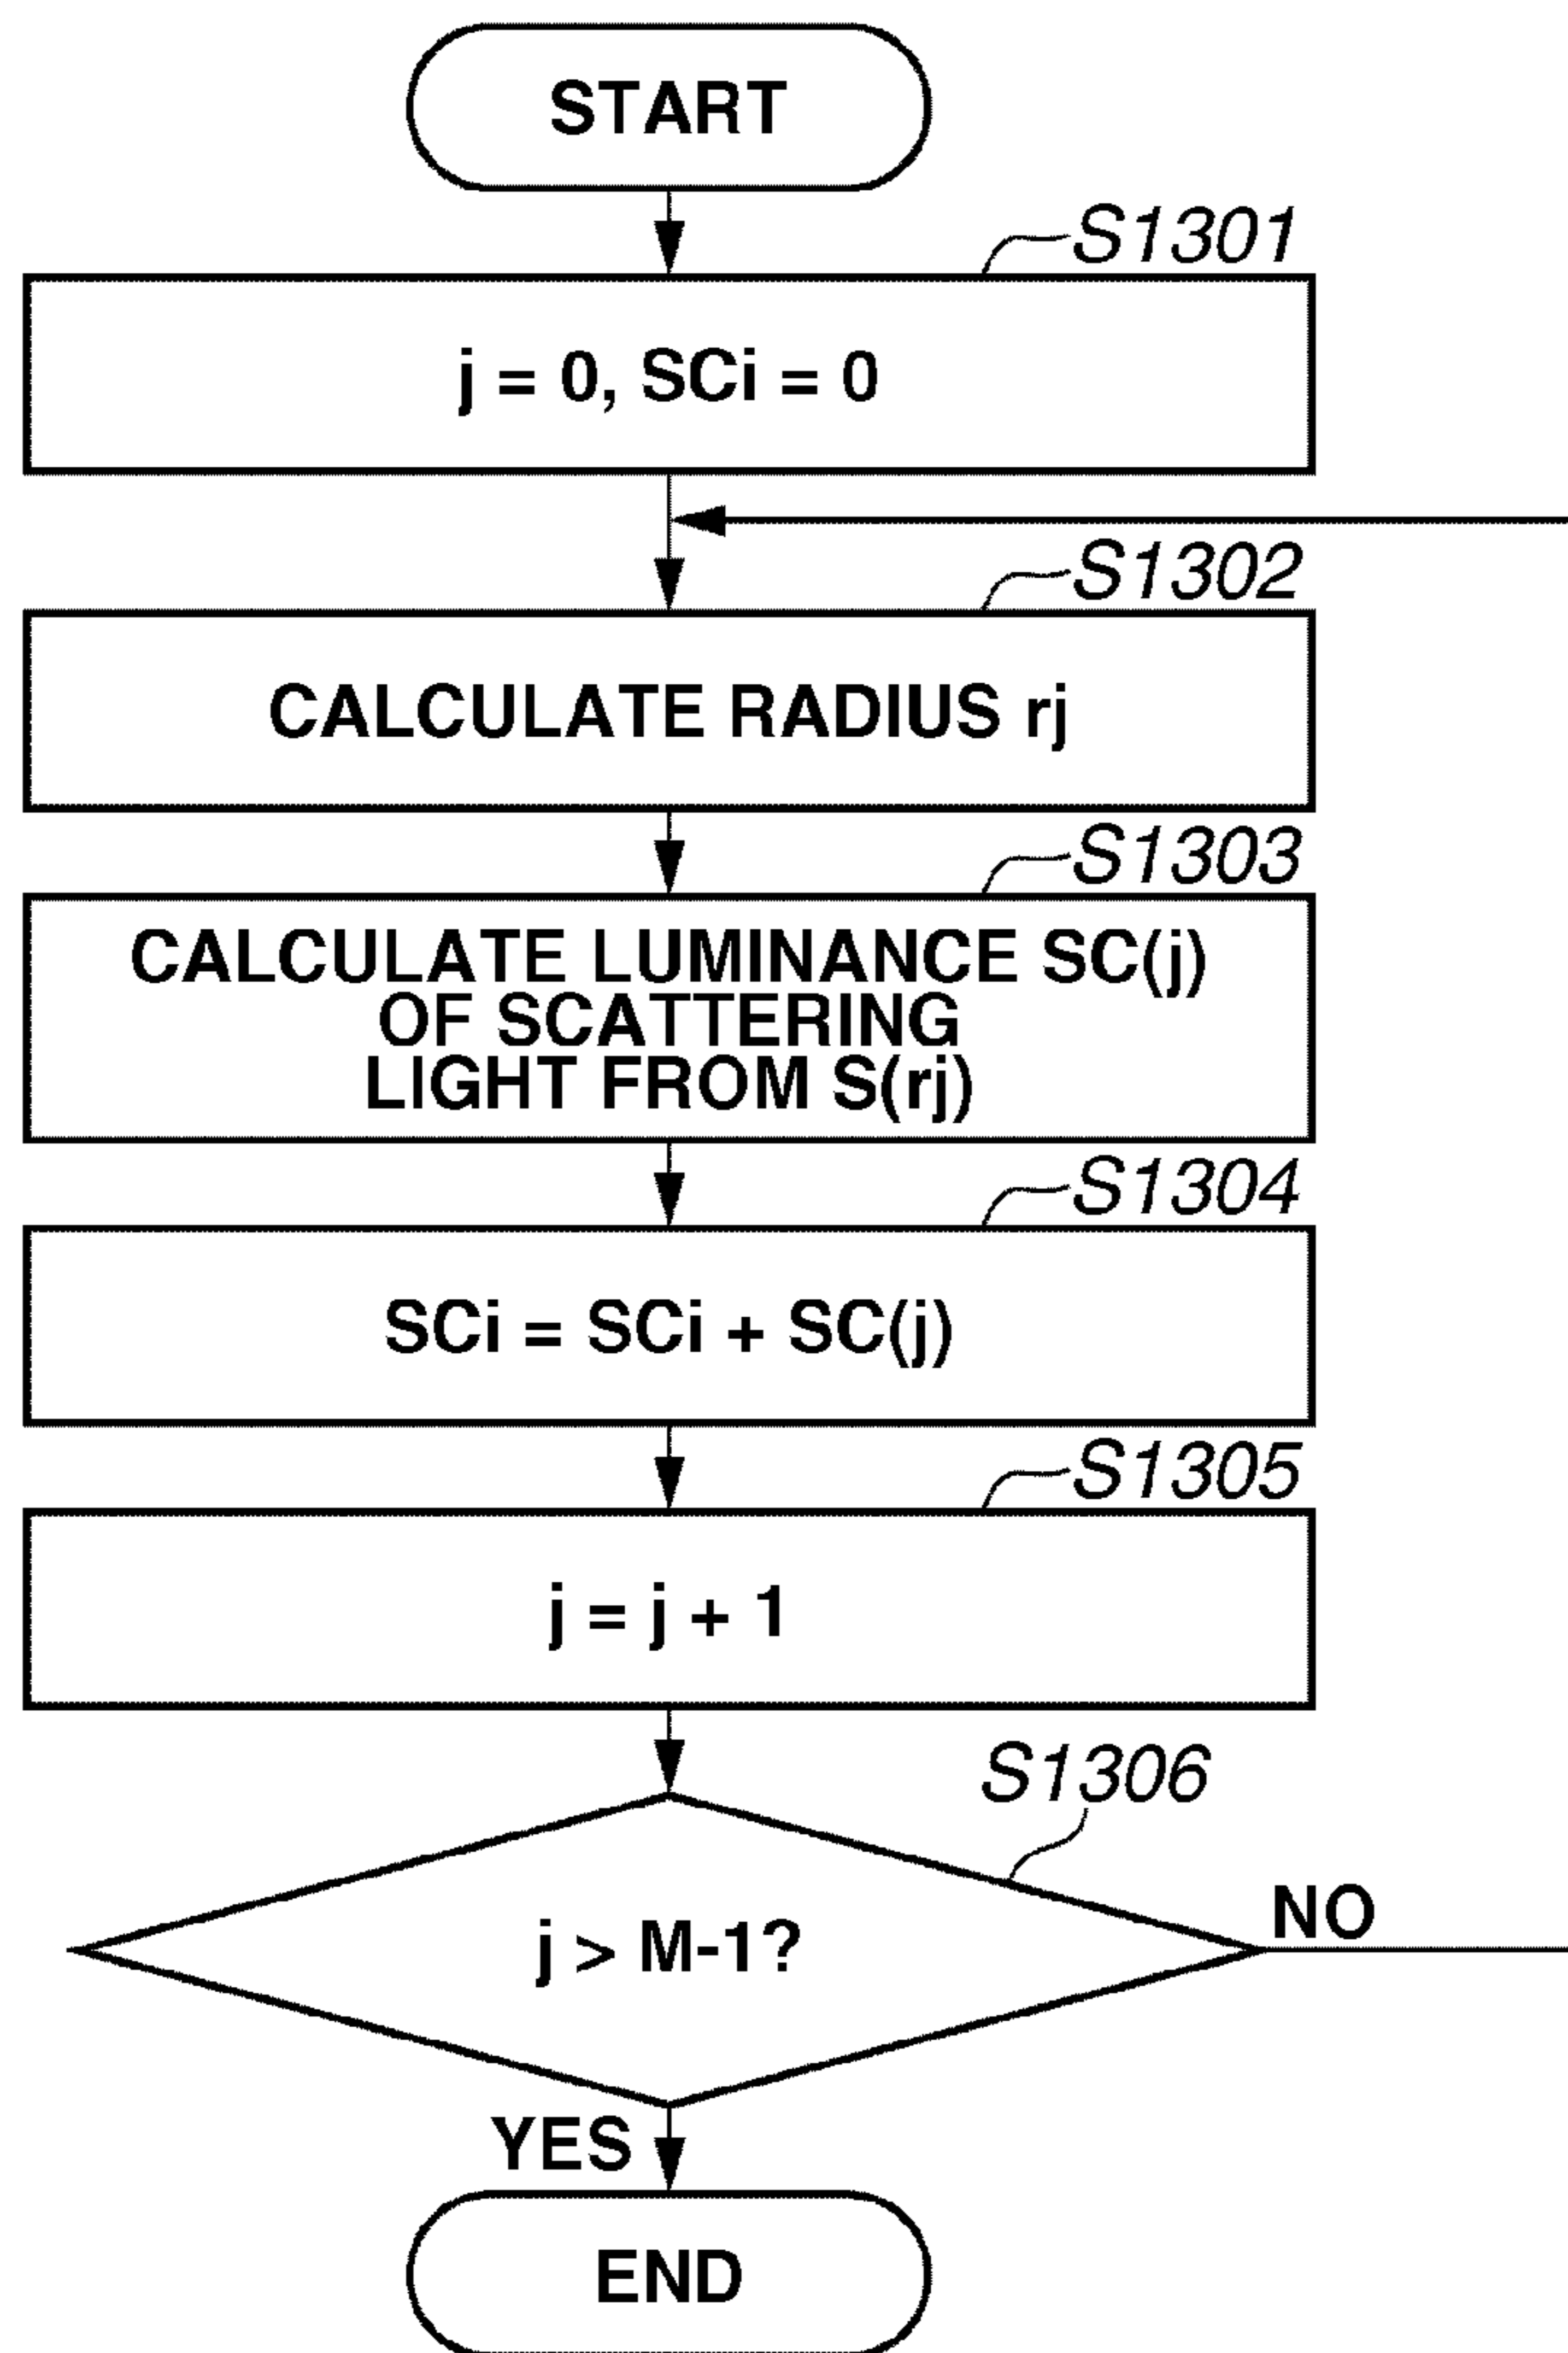 START
S1301
j = 0, SCi = 0
S1302
CALCULATE RADIUS rj
S1303
CALCULATE LUMINANCE SC(j)
OF SCATTERING
LIGHT FROM S(rj)
S1304
SCi = SCi + SC(j)
S1305
j = j + 1
S1306
j > M-1?
NO
YES
END